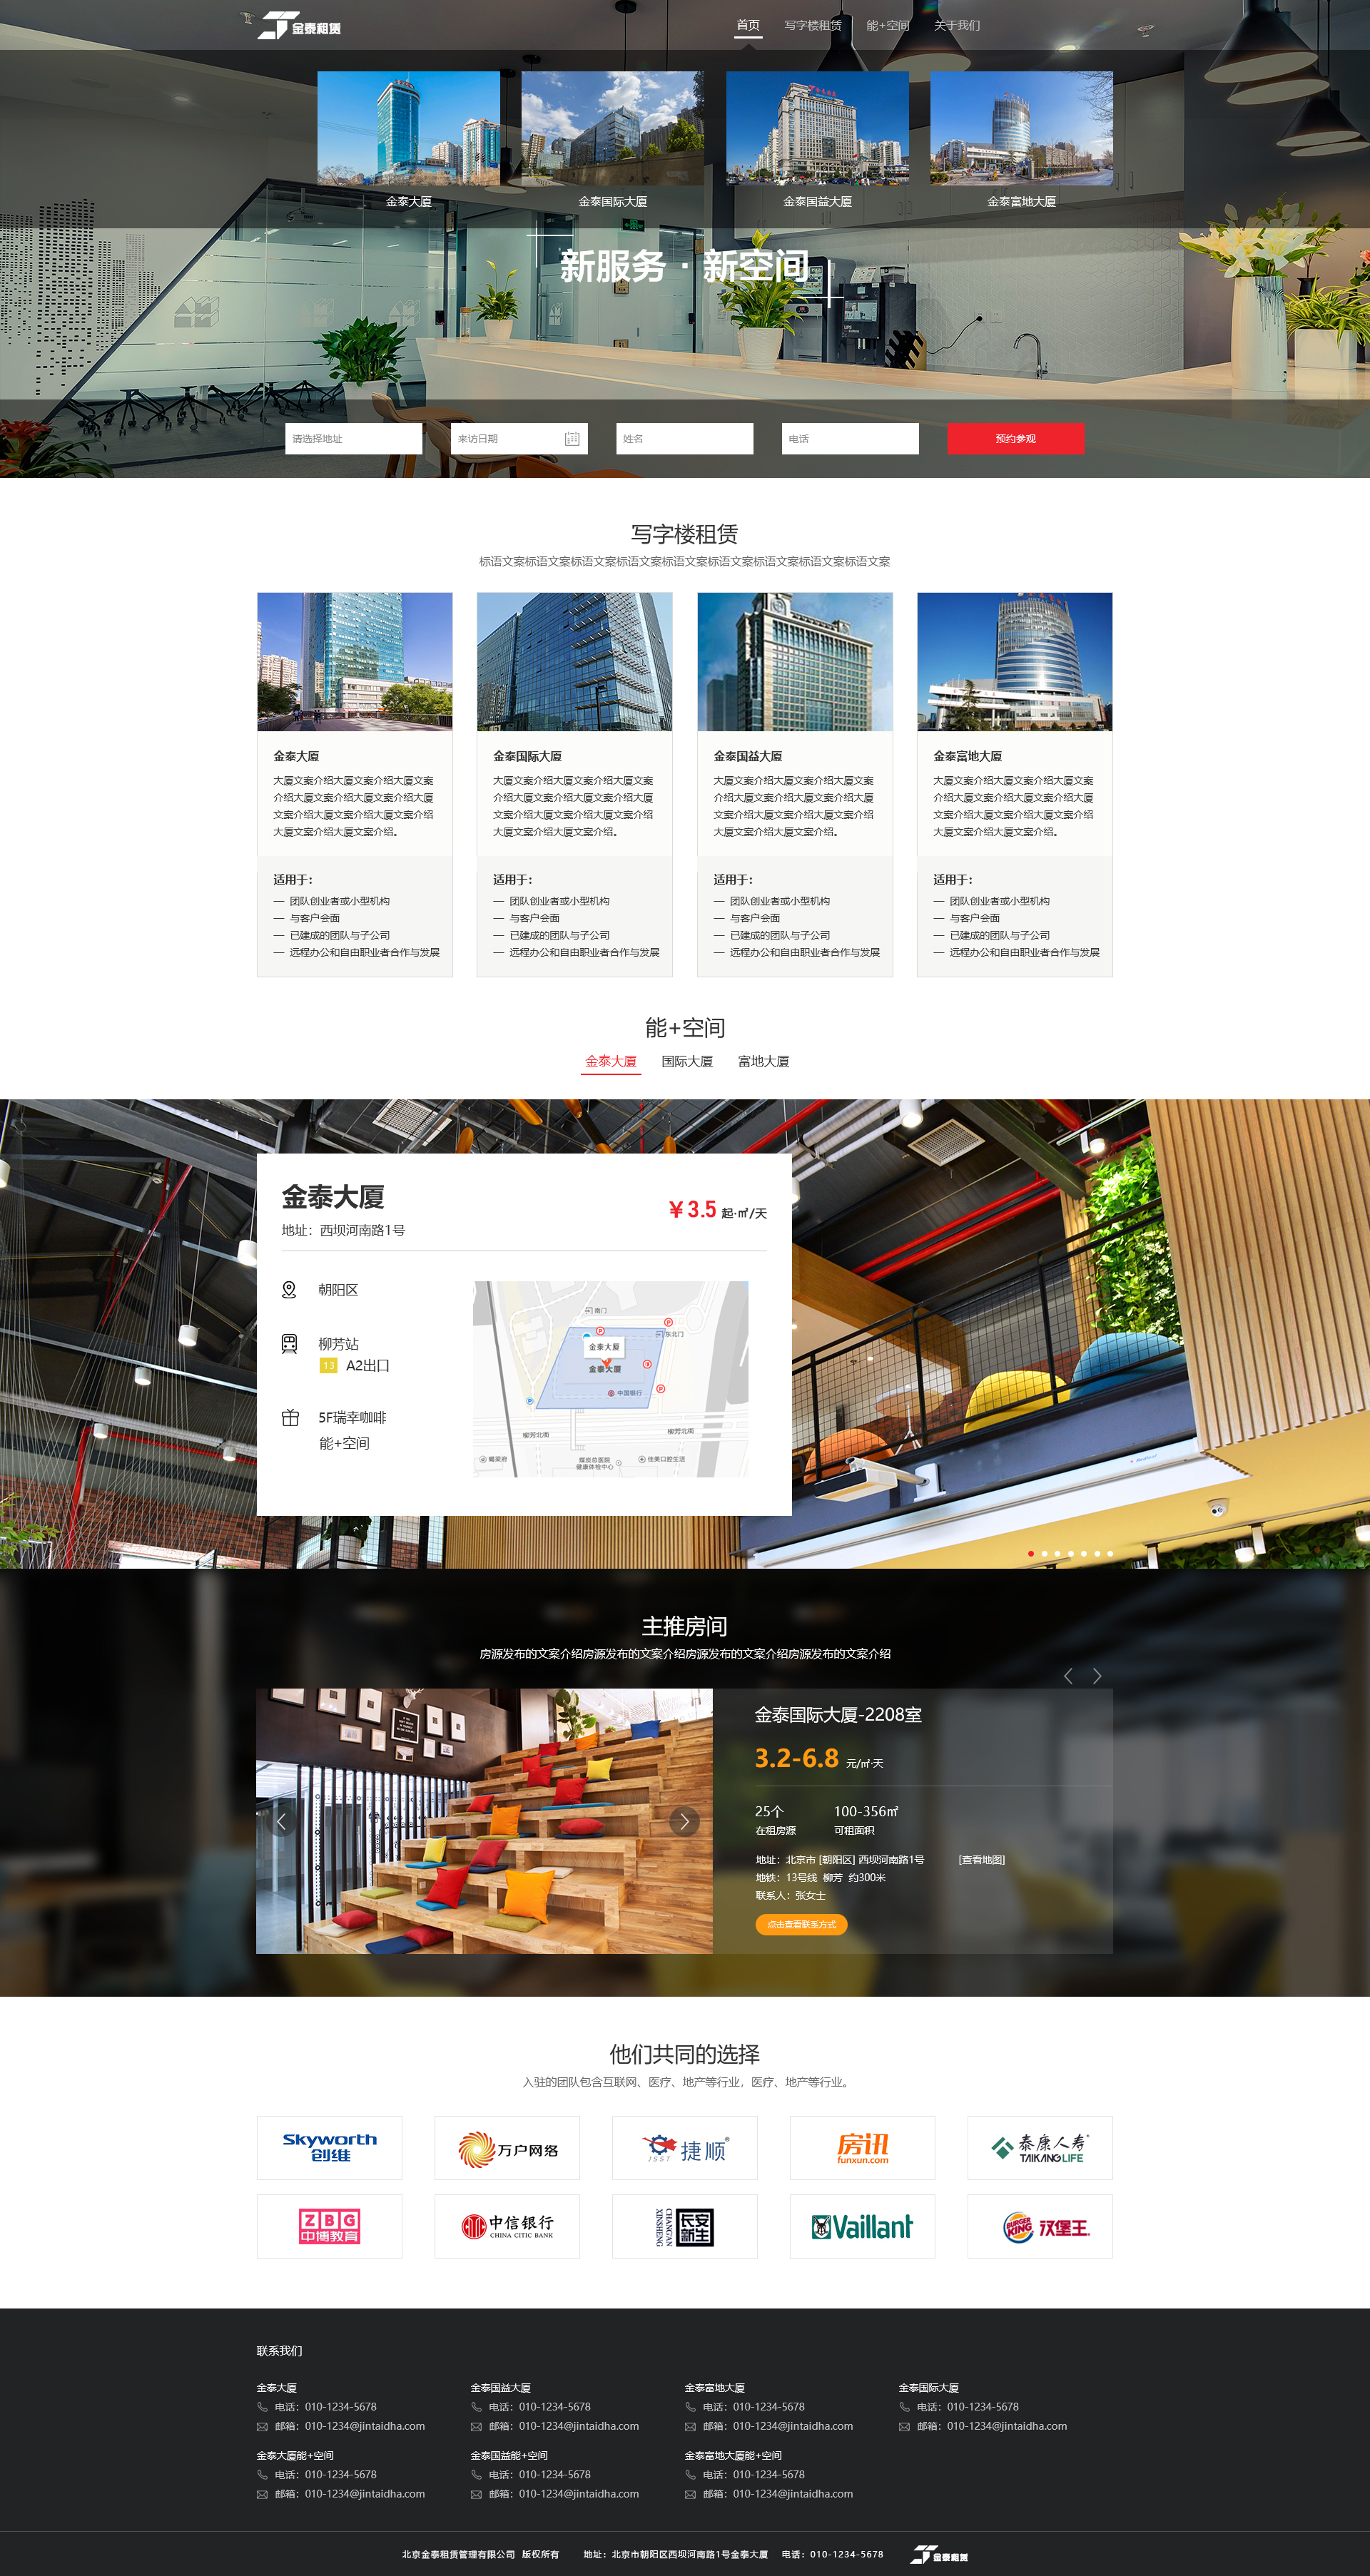 金泰租赁
首页 写字楼租赁 能+空间 关于我们
金泰大厦 金泰国际大厦 金泰国益大厦 金泰富地大厦
新服务·新空间
请选择地址 来访日期 姓名 电话 预约参观
写字楼租赁
标语文案标语文案标语文案标语文案标语文案标语文案标语文案标语文案标语文案
金泰大厦
大厦文案介绍大厦文案介绍大厦文案
介绍大厦文案介绍大厦文案介绍大厦
文案介绍大厦文案介绍大厦文案介绍
大厦文案介绍大厦文案介绍。
适用于：
— 团队创业者或小型机构
— 与客户会面
— 已建成的团队与子公司
— 远程办公和自由职业者合作与发展
金泰国际大厦
大厦文案介绍大厦文案介绍大厦文案
介绍大厦文案介绍大厦文案介绍大厦
文案介绍大厦文案介绍大厦文案介绍
大厦文案介绍大厦文案介绍。
适用于：
— 团队创业者或小型机构
— 与客户会面
— 已建成的团队与子公司
— 远程办公和自由职业者合作与发展
金泰国益大厦
大厦文案介绍大厦文案介绍大厦文案
介绍大厦文案介绍大厦文案介绍大厦
文案介绍大厦文案介绍大厦文案介绍
大厦文案介绍大厦文案介绍。
适用于：
— 团队创业者或小型机构
— 与客户会面
— 已建成的团队与子公司
— 远程办公和自由职业者合作与发展
金泰富地大厦
大厦文案介绍大厦文案介绍大厦文案
介绍大厦文案介绍大厦文案介绍大厦
文案介绍大厦文案介绍大厦文案介绍
大厦文案介绍大厦文案介绍。
适用于：
— 团队创业者或小型机构
— 与客户会面
— 已建成的团队与子公司
— 远程办公和自由职业者合作与发展
能+空间
金泰大厦 国际大厦 富地大厦
金泰大厦
￥3.5 起·㎡/天
地址：西坝河南路1号
朝阳区
柳芳站
13 A2出口
5F瑞幸咖啡
能+空间
南门
东北门
金泰大厦
金泰大厦
中国银行
柳芳北街 柳芳北街
煤炭总医院
健康体检中心
佳美口腔生活
主推房间
房源发布的文案介绍房源发布的文案介绍房源发布的文案介绍房源发布的文案介绍
金泰国际大厦-2208室
3.2-6.8 元/㎡·天
25个 100-356㎡
在租房源 可租面积
地址：北京市 [朝阳区] 西坝河南路1号 [查看地图]
地铁：13号线 柳芳 约300米
联系人：张女士
点击查看联系方式
他们共同的选择
入驻的团队包含互联网、医疗、地产等行业，医疗、地产等行业。
Skyworth
创维
万户网络
JSST 捷顺
房讯
funxun.com
泰康人寿
TAIKANG LIFE
ZBG
中博教育
中信银行
CHINA CITIC BANK
CHANGAN XINSHENG
长安新生
Vaillant
BURGER KING 汉堡王
联系我们
金泰大厦
电话：010-1234-5678
邮箱：010-1234@jintaidha.com
金泰国益大厦
电话：010-1234-5678
邮箱：010-1234@jintaidha.com
金泰富地大厦
电话：010-1234-5678
邮箱：010-1234@jintaidha.com
金泰国际大厦
电话：010-1234-5678
邮箱：010-1234@jintaidha.com
金泰大厦能+空间
电话：010-1234-5678
邮箱：010-1234@jintaidha.com
金泰国益能+空间
电话：010-1234-5678
邮箱：010-1234@jintaidha.com
金泰富地大厦能+空间
电话：010-1234-5678
邮箱：010-1234@jintaidha.com
北京金泰租赁管理有限公司 版权所有 地址：北京市朝阳区西坝河南路1号金泰大厦 电话：010-1234-5678 金泰租赁